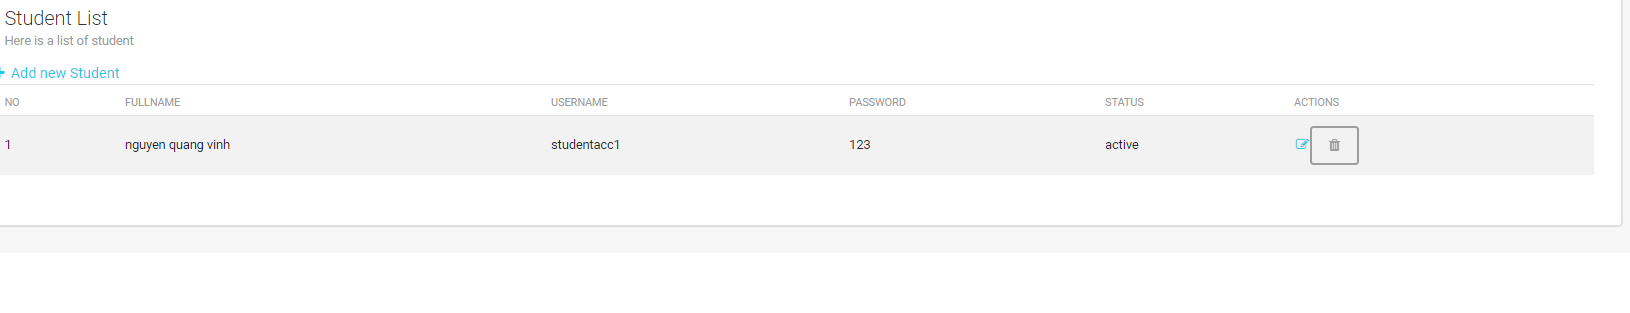 Student List
Here is a list of student
Add new Student
NO FULLNAME USERNAME PASSWORD STATUS ACTIONS
1 nguyen quang vinh studentacc1 123 active